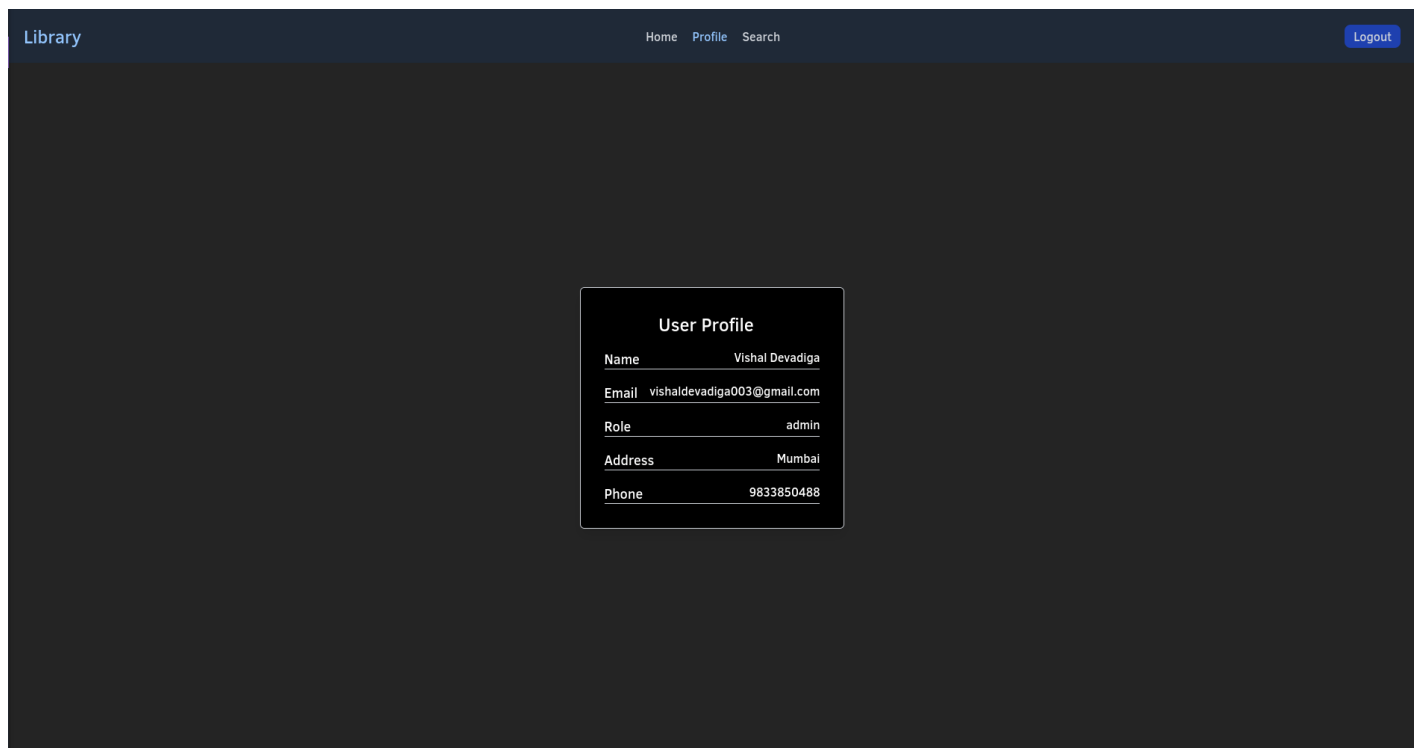 Library Home Profile Search Logout
User Profile
Name Vishal Devadiga
Email vishaldevadiga003@gmail.com
Role admin
Address Mumbai
Phone 9833850488